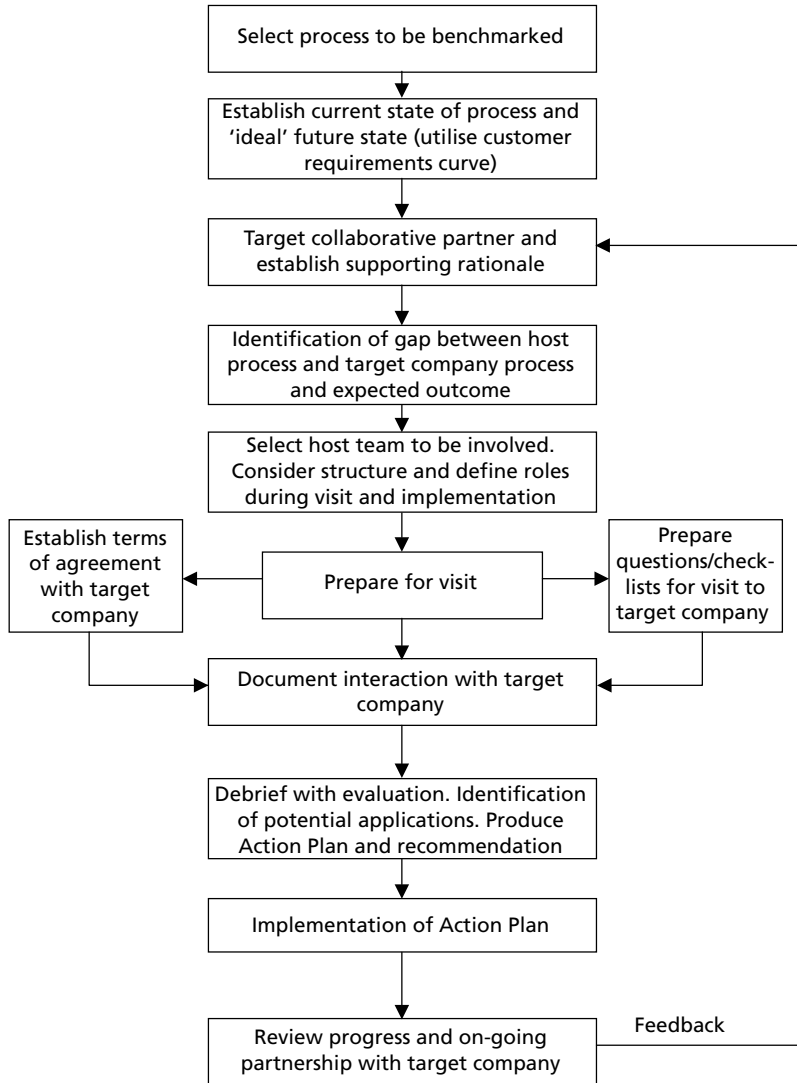 Select process to be benchmarked
Establish current state of process and
‘ideal’ future state (utilise customer
requirements curve)
Target collaborative partner and
establish supporting rationale
Identification of gap between host
process and target company process
and expected outcome
Select host team to be involved.
Consider structure and define roles
during visit and implementation
Establish terms
of agreement
with target
company
Prepare for visit
Prepare
questions/check-
lists for visit to
target company
Document interaction with target
company
Debrief with evaluation. Identification
of potential applications. Produce
Action Plan and recommendation
Implementation of Action Plan
Review progress and on-going
partnership with target company
Feedback